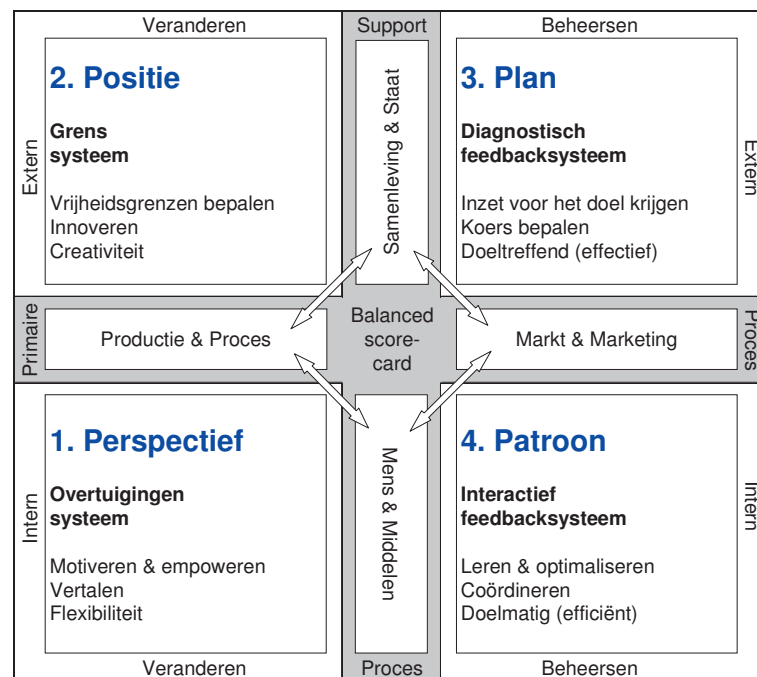 Veranderen
Support
Beheersen
Extern
2. Positie
Grens
systeem
Vrijheidsgrenzen bepalen
Innoveren
Creativiteit
Samenleving & Staat
3. Plan
Diagnostisch
feedbacksysteem
Inzet voor het doel krijgen
Koers bepalen
Doeltreffend (effectief)
Extern
Primaire
Productie & Proces
Balanced
score-
card
Markt & Marketing
Proces
Intern
1. Perspectief
Overtuigingen
systeem
Motiveren & empoweren
Vertalen
Flexibiliteit
Mens & Middelen
4. Patroon
Interactief
feedbacksysteem
Leren & optimaliseren
Coördineren
Doelmatig (efficiënt)
Intern
Veranderen
Proces
Beheersen